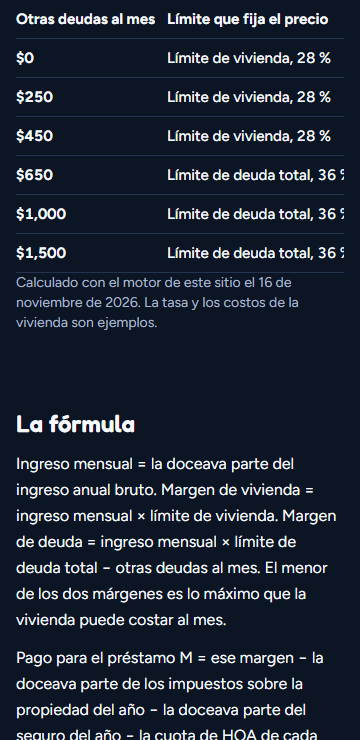 Otras deudas al mes Límite que fija el precio
$0 Límite de vivienda, 28 %
$250 Límite de vivienda, 28 %
$450 Límite de vivienda, 28 %
$650 Límite de deuda total, 36 %
$1,000 Límite de deuda total, 36 %
$1,500 Límite de deuda total, 36 %
Calculado con el motor de este sitio el 16 de
noviembre de 2026. La tasa y los costos de la
vivienda son ejemplos.
La fórmula
Ingreso mensual = la doceava parte del
ingreso anual bruto. Margen de vivienda =
ingreso mensual × límite de vivienda. Margen
de deuda = ingreso mensual × límite de
deuda total − otras deudas al mes. El menor
de los dos márgenes es lo máximo que la
vivienda puede costar al mes.
Pago para el préstamo M = ese margen − la
doceava parte de los impuestos sobre la
propiedad del año − la doceava parte del
seguro del año − la cuota de HOA de cada